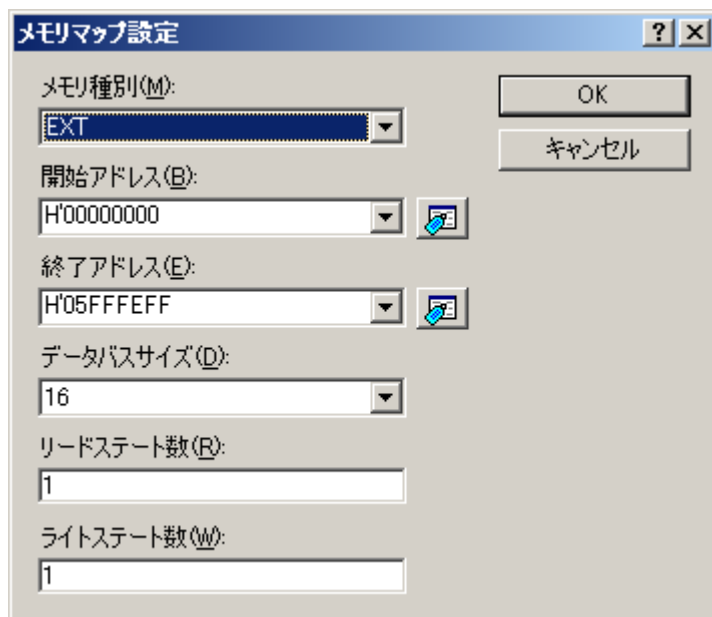 メモリマップ設定
メモリ種別(M):
OK
EXT
キャンセル
開始アドレス(B):
H'00000000
終了アドレス(E):
H'05FFFEFF
データバスサイズ(D):
16
リードステート数(R):
1
ライトステート数(W):
1